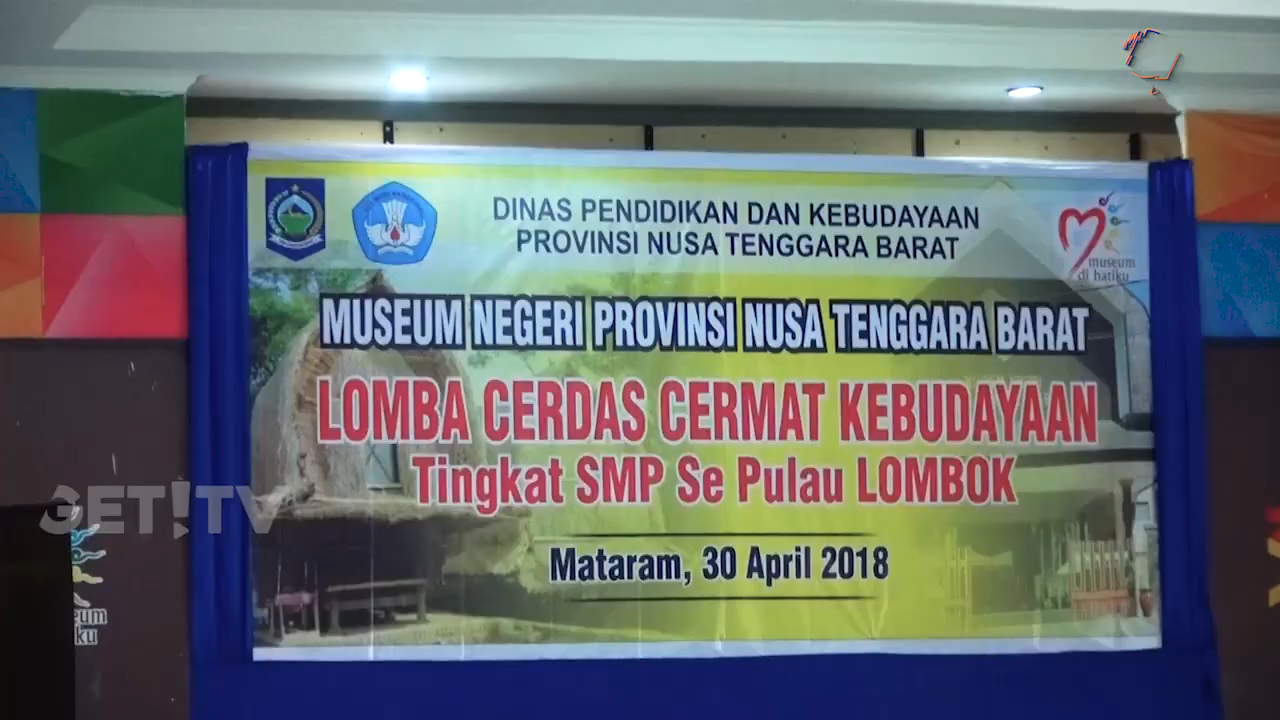 DINAS PENDIDIKAN DAN KEBUDAYAAN
PROVINSI NUSA TENGGARA BARAT
museum
di hatiku
MUSEUM NEGERI PROVINSI NUSA TENGGARA BARAT
LOMBA CERDAS CERMAT KEBUDAYAAN
Tingkat SMP Se Pulau LOMBOK
Mataram, 30 April 2018
GET!TV